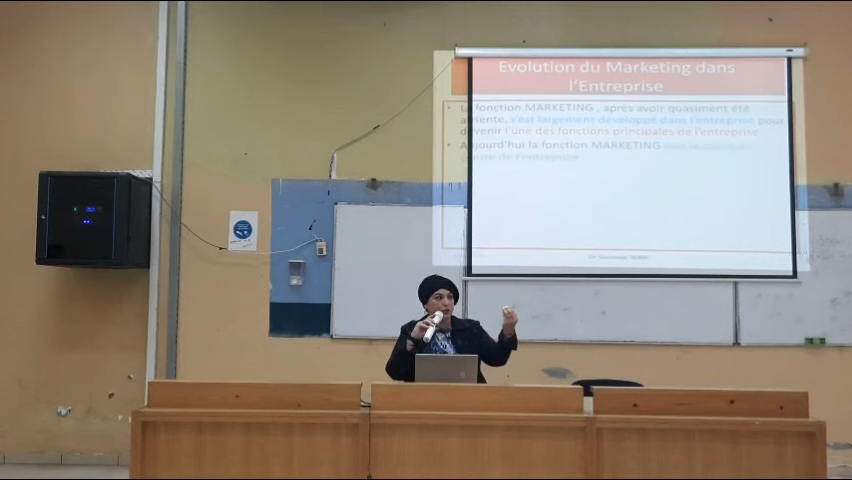 Evolution du Marketing dans
l'Entreprise
• La fonction MARKETING , après avoir quasiment été
absente, s'est largement développé dans l'entreprise pour
devenir l'une des fonctions principales de l'entreprise
• Aujourd'hui la fonction MARKETING
centre de l'entreprise